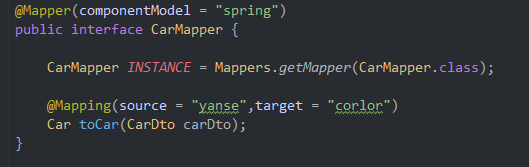 @Mapper(componentModel = "spring")
public interface CarMapper {
CarMapper INSTANCE = Mappers.getMapper(CarMapper.class);
@Mapping(source = "yanse",target = "corlor")
Car toCar(CarDto carDto);
}